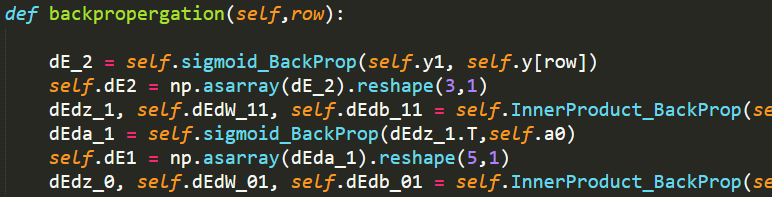 def backpropergation(self,row):
dE_2 = self.sigmoid_BackProp(self.y1, self.y[row])
self.dE2 = np.asarray(dE_2).reshape(3,1)
dEdz_1, self.dEdW_11, self.dEdb_11 = self.InnerProduct_BackProp(se
dEda_1 = self.sigmoid_BackProp(dEdz_1.T,self.a0)
self.dE1 = np.asarray(dEda_1).reshape(5,1)
dEdz_0, self.dEdW_01, self.dEdb_01 = self.InnerProduct_BackProp(se